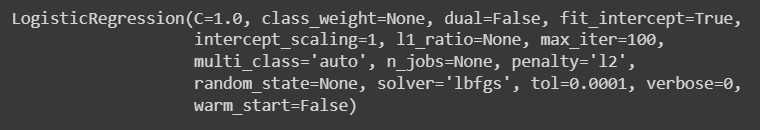 LogisticRegression(C=1.0, class_weight=None, dual=False, fit_intercept=True,
                   intercept_scaling=1, l1_ratio=None, max_iter=100,
                   multi_class='auto', n_jobs=None, penalty='l2',
                   random_state=None, solver='lbfgs', tol=0.0001, verbose=0,
                   warm_start=False)